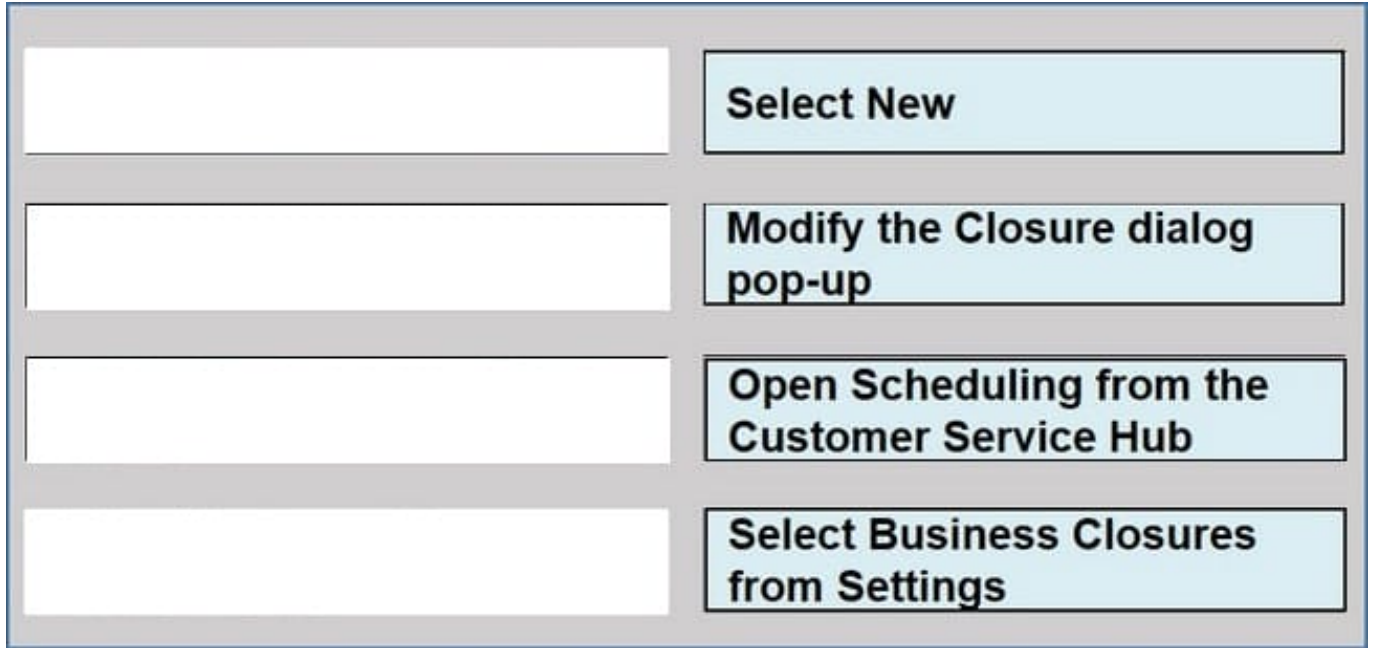 Select New
Modify the Closure dialog
pop-up
Open Scheduling from the
Customer Service Hub
Select Business Closures
from Settings